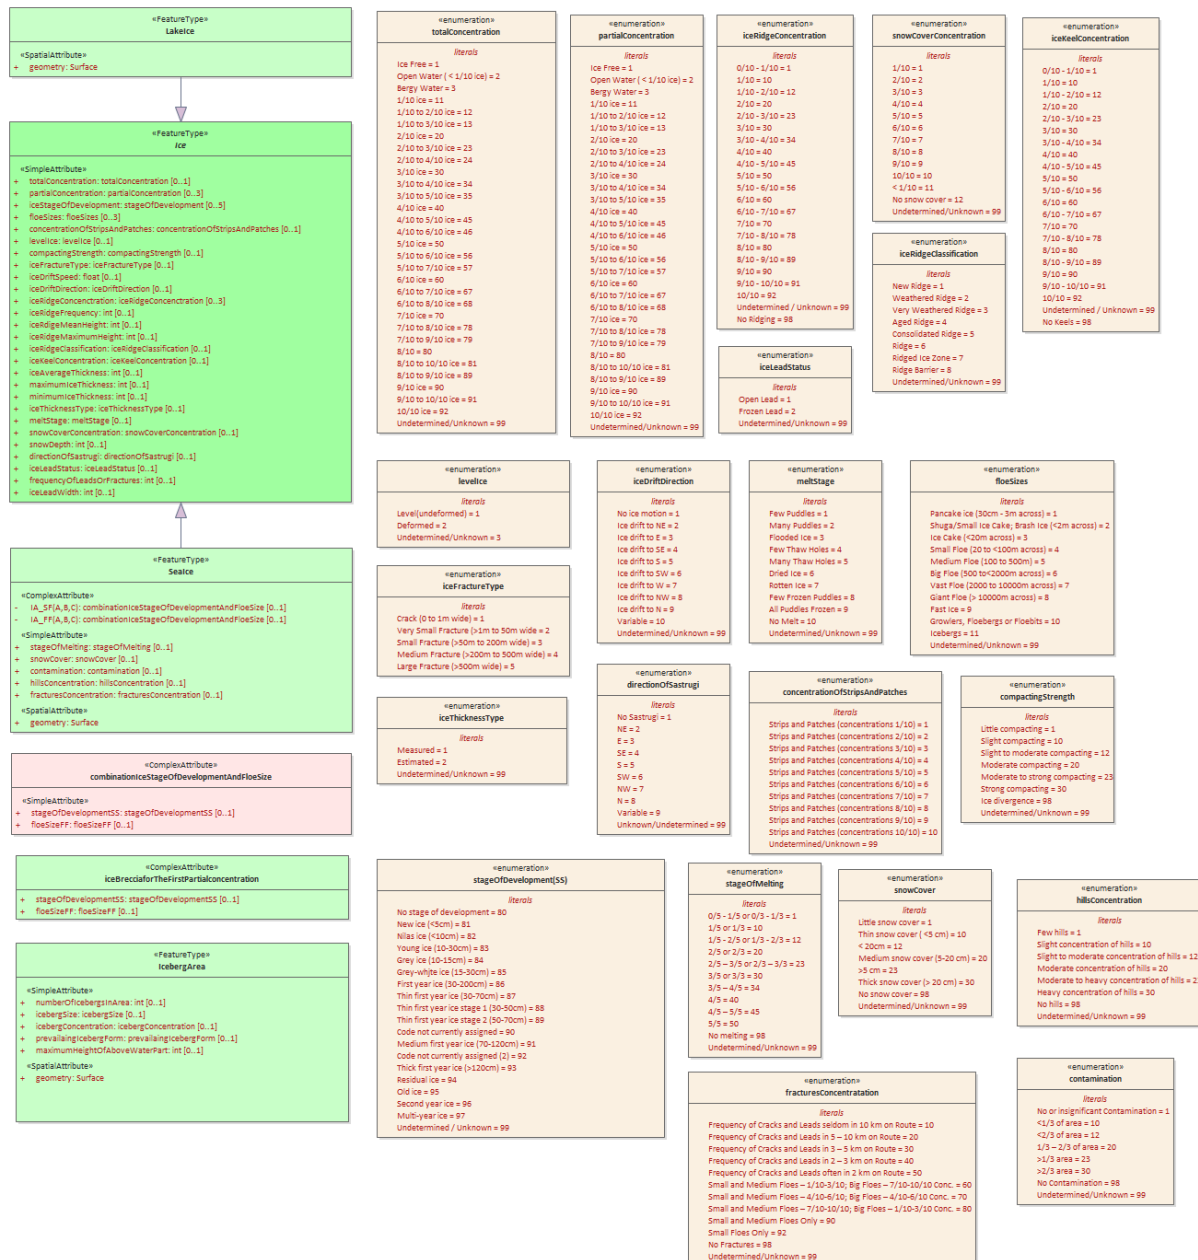 «FeatureType»
LakeIce
«SpatialAttribute»
+ geometry: Surface
«FeatureType»
Ice
«SimpleAttribute»
+ totalConcentration: totalConcentration [0..1]
+ partialConcentration: partialConcentration [0..3]
+ iceStageOfDevelopment: stageOfDevelopment [0..5]
+ floeSizes: floeSizes [0..3]
+ concentrationOfStripsAndPatches: concentrationOfStripsAndPatches [0..1]
+ levelIce: levelIce [0..1]
+ compactingStrength: compactingStrength [0..1]
+ iceFractureType: iceFractureType [0..1]
+ iceDriftSpeed: float [0..1]
+ iceDriftDirection: iceDriftDirection [0..1]
+ iceRidgeConcenctration: iceRidgeConcenctration [0..3]
+ iceRidgeFrequency: int [0..1]
+ iceRdigeMeanHeight: int [0..1]
+ iceRidgeMaximumHeight: int [0..1]
+ iceRidgeClassification: iceRidgeClassification [0..1]
+ iceKeelConcentration: iceKeelConcentration [0..1]
+ iceAverageThickness: int [0..1]
+ maximumIceThickness: int [0..1]
+ minimumIceThickness: int [0..1]
+ iceThicknessType: iceThicknessType [0..1]
+ meltStage: meltStage [0..1]
+ snowCoverConcentration: snowCoverConcentration [0..1]
+ snowDepth: int [0..1]
+ directionOfSastrugi: directionOfSastrugi [0..1]
+ iceLeadStatus: iceLeadStatus [0..1]
+ frequencyOfLeadsOrFractures: int [0..1]
+ iceLeadWidth: int [0..1]
«FeatureType»
SeaIce
«ComplexAttribute»
- IA_SF(A,B,C): combinationIceStageOfDevelopmentAndFloeSize [0..1]
- IA_FF(A,B,C): combinationIceStageOfDevelopmentAndFloeSize [0..1]
«SimpleAttribute»
+ stageOfMelting: stageOfMelting [0..1]
+ snowCover: snowCover [0..1]
+ contamination: contamination [0..1]
+ hillsConcentration: hillsConcentration [0..1]
+ fracturesConcentration: fracturesConcentration [0..1]
«SpatialAttribute»
+ geometry: Surface
«ComplexAttribute»
combinationIceStageOfDevelopmentAndFloeSize
«SimpleAttribute»
+ stageOfDevelopmentSS: stageOfDevelopmentSS [0..1]
+ floeSizeFF: floeSizeFF [0..1]
«ComplexAttribute»
iceBrecciaforTheFirstPartialconcentration
+ stageOfDevelopmentSS: stageOfDevelopmentSS [0..1]
+ floeSizeFF: floeSizeFF [0..1]
«FeatureType»
IcebergArea
«SimpleAttribute»
+ numberOfIcebergsInArea: int [0..1]
+ icebergSize: icebergSize [0..1]
+ icebergConcentration: icebergConcentration [0..1]
+ prevailaingIcebergForm: prevailaingIcebergForm [0..1]
+ maximumHeightOfAboveWaterPart: int [0..1]
«SpatialAttribute»
+ geometry: Surface
«enumeration»
totalConcentration
literals
Ice Free = 1
Open Water ( < 1/10 ice) = 2
Bergy Water = 3
1/10 ice = 11
1/10 to 2/10 ice = 12
1/10 to 3/10 ice = 13
2/10 ice = 20
2/10 to 3/10 ice = 23
2/10 to 4/10 ice = 24
3/10 ice = 30
3/10 to 4/10 ice = 34
3/10 to 5/10 ice = 35
4/10 ice = 40
4/10 to 5/10 ice = 45
4/10 to 6/10 ice = 46
5/10 ice = 50
5/10 to 6/10 ice = 56
5/10 to 7/10 ice = 57
6/10 ice = 60
6/10 to 7/10 ice = 67
6/10 to 8/10 ice = 68
7/10 ice = 70
7/10 to 8/10 ice = 78
7/10 to 9/10 ice = 79
8/10 = 80
8/10 to 10/10 ice = 81
8/10 to 9/10 ice = 89
9/10 ice = 90
9/10 to 10/10 ice = 91
10/10 ice = 92
Undetermined/Unknown = 99
«enumeration»
partialConcentration
literals
Ice Free = 1
Open Water ( < 1/10 ice) = 2
Bergy Water = 3
1/10 ice = 11
1/10 to 2/10 ice = 12
1/10 to 3/10 ice = 13
2/10 ice = 20
2/10 to 3/10 ice = 23
2/10 to 4/10 ice = 24
3/10 ice = 30
3/10 to 4/10 ice = 34
3/10 to 5/10 ice = 35
4/10 ice = 40
4/10 to 5/10 ice = 45
4/10 to 6/10 ice = 46
5/10 ice = 50
5/10 to 6/10 ice = 56
5/10 to 7/10 ice = 57
6/10 ice = 60
6/10 to 7/10 ice = 67
6/10 to 8/10 ice = 68
7/10 ice = 70
7/10 to 8/10 ice = 78
7/10 to 9/10 ice = 79
8/10 = 80
8/10 to 10/10 ice = 81
8/10 to 9/10 ice = 89
9/10 ice = 90
9/10 to 10/10 ice = 91
10/10 ice = 92
Undetermined/Unknown = 99
«enumeration»
iceRidgeConcentration
literals
0/10 - 1/10 = 1
1/10 = 10
1/10 - 2/10 = 12
2/10 = 20
2/10 - 3/10 = 23
3/10 = 30
3/10 - 4/10 = 34
4/10 = 40
4/10 - 5/10 = 45
5/10 = 50
5/10 - 6/10 = 56
6/10 = 60
6/10 - 7/10 = 67
7/10 = 70
7/10 - 8/10 = 78
8/10 = 80
8/10 - 9/10 = 89
9/10 = 90
9/10 - 10/10 = 91
10/10 = 92
Undetermined / Unknown = 99
No Ridging = 98
«enumeration»
snowCoverConcentration
literals
1/10 = 1
2/10 = 2
3/10 = 3
4/10 = 4
5/10 = 5
6/10 = 6
7/10 = 7
8/10 = 8
9/10 = 9
10/10 = 10
< 1/10 = 11
No snow cover = 12
Undetermined/Unknown = 99
«enumeration»
iceKeelConcentration
literals
0/10 - 1/10 = 1
1/10 = 10
1/10 - 2/10 = 12
2/10 = 20
2/10 - 3/10 = 23
3/10 = 30
3/10 - 4/10 = 34
4/10 = 40
4/10 - 5/10 = 45
5/10 = 50
5/10 - 6/10 = 56
6/10 = 60
6/10 - 7/10 = 67
7/10 = 70
7/10 - 8/10 = 78
8/10 = 80
8/10 - 9/10 = 89
9/10 = 90
9/10 - 10/10 = 91
10/10 = 92
Undetermined / Unknown = 99
No Keels = 98
«enumeration»
iceRidgeClassification
literals
New Ridge = 1
Weathered Ridge = 2
Very Weathered Ridge = 3
Aged Ridge = 4
Consolidated Ridge = 5
Ridge = 6
Ridged Ice Zone = 7
Ridge Barrier = 8
Undetermined/Unknown = 99
«enumeration»
iceLeadStatus
literals
Open Lead = 1
Frozen Lead = 2
Undetermined/Unknown = 99
«enumeration»
levelIce
literals
Level(undeformed) = 1
Deformed = 2
Undetermined/Unknown = 3
«enumeration»
iceDriftDirection
literals
No ice motion = 1
Ice drift to NE = 2
Ice drift to E = 3
Ice drift to SE = 4
Ice drift to S = 5
Ice drift to SW = 6
Ice drift to W = 7
Ice drift to NW = 8
Ice drift to N = 9
Variable = 10
Undetermined/Unknown = 99
«enumeration»
meltStage
literals
Few Puddles = 1
Many Puddles = 2
Flooded Ice = 3
Few Thaw Holes = 4
Many Thaw Holes = 5
Dried Ice = 6
Rotten Ice = 7
Few Frozen Puddles = 8
All Puddles Frozen = 9
No Melt = 10
Undetermined/Unknown = 99
«enumeration»
floeSizes
literals
Pancake ice (30cm - 3m across) = 1
Shuga/Small Ice Cake; Brash Ice (<2m across) = 2
Ice Cake (<20m across) = 3
Small Floe (20 to <100m across) = 4
Medium Floe (100 to 500m) = 5
Big Floe (500 to<2000m across) = 6
Vast Floe (2000 to 10000m across) = 7
Giant Floe (> 10000m across) = 8
Fast Ice = 9
Growlers, Floebergs or Floebits = 10
Icebergs = 11
Undetermined/Unknown = 99
«enumeration»
iceFractureType
literals
Crack (0 to 1m wide) = 1
Very Small Fracture (>1m to 50m wide = 2
Small Fracture (>50m to 200m wide) = 3
Medium Fracture (>200m to 500m wide) = 4
Large Fracture (>500m wide) = 5
«enumeration»
directionOfSastrugi
literals
No Sastrugi = 1
NE = 2
E = 3
SE = 4
S = 5
SW = 6
NW = 7
N = 8
Variable = 9
Unknown/Undetermined = 99
«enumeration»
concentrationOfStripsAndPatches
literals
Strips and Patches (concentrations 1/10) = 1
Strips and Patches (concentrations 2/10) = 2
Strips and Patches (concentrations 3/10) = 3
Strips and Patches (concentrations 4/10) = 4
Strips and Patches (concentrations 5/10) = 5
Strips and Patches (concentrations 6/10) = 6
Strips and Patches (concentrations 7/10) = 7
Strips and Patches (concentrations 8/10) = 8
Strips and Patches (concentrations 9/10) = 9
Strips and Patches (concentrations 10/10) = 10
Undetermined/Unknown = 99
«enumeration»
compactingStrength
literals
Little compacting = 1
Slight compacting = 10
Slight to moderate compacting = 12
Moderate compacting = 20
Moderate to strong compacting = 23
Strong compacting = 30
Ice divergence = 98
Undetermined/Unknown = 99
«enumeration»
iceThicknessType
literals
Measured = 1
Estimated = 2
Undetermined/Unknown = 99
«enumeration»
stageOfDevelopment(SS)
literals
No stage of development = 80
New ice (<5cm) = 81
Nilas ice (<10cm) = 82
Young ice (10-30cm) = 83
Grey ice (10-15cm) = 84
Grey-white ice (15-30cm) = 85
First year ice (30-200cm) = 86
Thin first year ice (30-70cm) = 87
Thin first year ice stage 1 (30-50cm) = 88
Thin first year ice stage 2 (50-70cm) = 89
Code not currently assigned = 90
Medium first year ice (70-120cm) = 91
Code not currently assigned (2) = 92
Thick first year ice (>120cm) = 93
Residual ice = 94
Old ice = 95
Second year ice = 96
Multi-year ice = 97
Undetermined / Unknown = 99
«enumeration»
stageOfMelting
literals
0/5 - 1/5 or 0/3 - 1/3 = 1
1/5 or 1/3 = 10
1/5 - 2/5 or 1/3 - 2/3 = 12
2/5 or 2/3 = 20
2/5 – 3/5 or 2/3 – 3/3 = 23
3/5 or 3/3 = 30
3/5 – 4/5 = 34
4/5 = 40
4/5 – 5/5 = 45
5/5 = 50
No melting = 98
Undetermined/Unknown = 99
«enumeration»
snowCover
literals
Little snow cover = 1
Thin snow cover ( <5 cm) = 10
< 20cm = 12
Medium snow cover (5-20 cm) = 20
>5 cm = 23
Thick snow cover (> 20 cm) = 30
No snow cover = 98
Undetermined/Unknown = 99
«enumeration»
hillsConcentration
literals
Few hills = 1
Slight concentration of hills = 10
Slight to moderate concentration of hills = 12
Moderate concentration of hills = 20
Moderate to heavy concentration of hills = 2
Heavy concentration of hills = 30
No hills = 98
Undetermined/Unknown = 99
«enumeration»
fracturesConcentratation
literals
Frequency of Cracks and Leads seldom in 10 km on Route = 10
Frequency of Cracks and Leads in 5 – 10 km on Route = 20
Frequency of Cracks and Leads in 3 – 5 km on Route = 30
Frequency of Cracks and Leads in 2 – 3 km on Route = 40
Frequency of Cracks and Leads often in 2 km on Route = 50
Small and Medium Floes – 1/10-3/10; Big Floes – 7/10-10/10 Conc. = 60
Small and Medium Floes – 4/10-6/10; Big Floes – 4/10-6/10 Conc. = 70
Small and Medium Floes – 7/10-10/10; Big Floes – 1/10-3/10 Conc. = 80
Small and Medium Floes Only = 90
Small Floes Only = 92
No Fractures = 98
Undetermined/Unknown = 99
«enumeration»
contamination
literals
No or insignificant Contamination = 1
<1/3 of area = 10
<2/3 of area = 12
1/3 – 2/3 of area = 20
>1/3 area = 23
>2/3 area = 30
No Contamination = 98
Undetermined/Unknown = 99